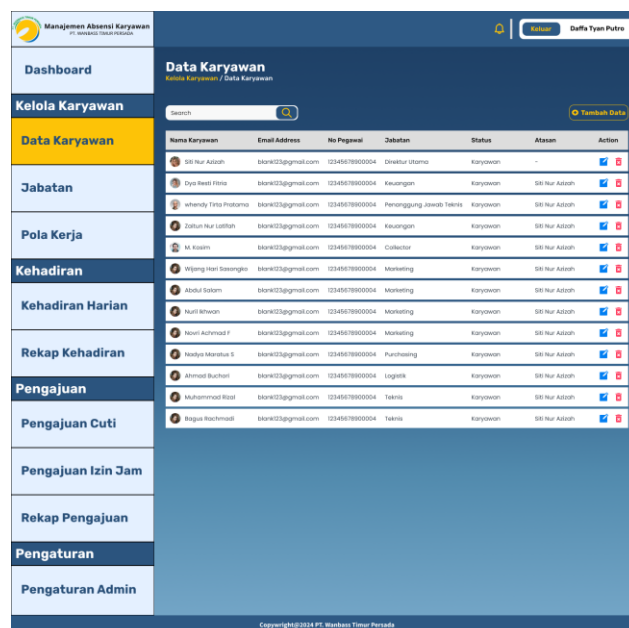 Manajemen Absensi Karyawan
PT. WANBASS TIMUR PERSADA
Keluar
Daffa Tyan Putro
Dashboard
Kelola Karyawan
Data Karyawan
Jabatan
Pola Kerja
Kehadiran
Kehadiran Harian
Rekap Kehadiran
Pengajuan
Pengajuan Cuti
Pengajuan Izin Jam
Rekap Pengajuan
Pengaturan
Pengaturan Admin
Data Karyawan
Kelola Karyawan / Data Karyawan
Search
Tambah Data
Nama Karyawan Email Address No Pegawai Jabatan Status Atasan Action
Siti Nur Azizah blank123@gmail.com 12345678900004 Direktur Utama Karyawan -
Dya Resti Fitria blank123@gmail.com 12345678900004 Keuangan Karyawan Siti Nur Azizah
whendy Tirta Pratama blank123@gmail.com 12345678900004 Penanggung Jawab Teknis Karyawan Siti Nur Azizah
Zaitun Nur Latifah blank123@gmail.com 12345678900004 Keuangan Karyawan Siti Nur Azizah
M. Kasim blank123@gmail.com 12345678900004 Collector Karyawan Siti Nur Azizah
Wijang Hari Sasongko blank123@gmail.com 12345678900004 Marketing Karyawan Siti Nur Azizah
Abdul Salam blank123@gmail.com 12345678900004 Marketing Karyawan Siti Nur Azizah
Nuril Ikhwan blank123@gmail.com 12345678900004 Marketing Karyawan Siti Nur Azizah
Novri Achmad F blank123@gmail.com 12345678900004 Marketing Karyawan Siti Nur Azizah
Nadya Maratus S blank123@gmail.com 12345678900004 Purchasing Karyawan Siti Nur Azizah
Ahmad Buchori blank123@gmail.com 12345678900004 Logistik Karyawan Siti Nur Azizah
Muhammad Rizal blank123@gmail.com 12345678900004 Teknis Karyawan Siti Nur Azizah
Bagus Rachmadi blank123@gmail.com 12345678900004 Teknis Karyawan Siti Nur Azizah
Copywright@2024 PT. Wanbass Timur Persada